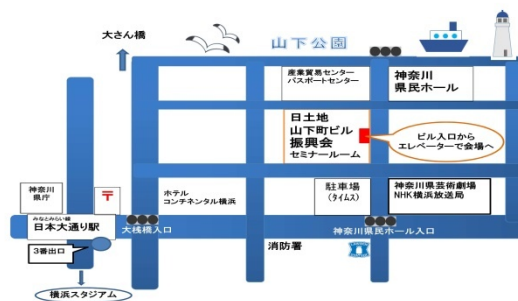 大さん橋
山下公園
産業貿易センター
パスポートセンター
神奈川
県民ホール
日土地
山下町ビル
振興会
セミナールーム
ビル入口から
エレベーターで会場へ
神奈川
県庁
〒
ホテル
コンチネンタル横浜
駐車場
(タイムス)
神奈川県芸術劇場
NHK横浜放送局
みなとみらい線
日本大通り駅
大桟橋入口
神奈川県民ホール入口
3番出口
消防署
横浜スタジアム